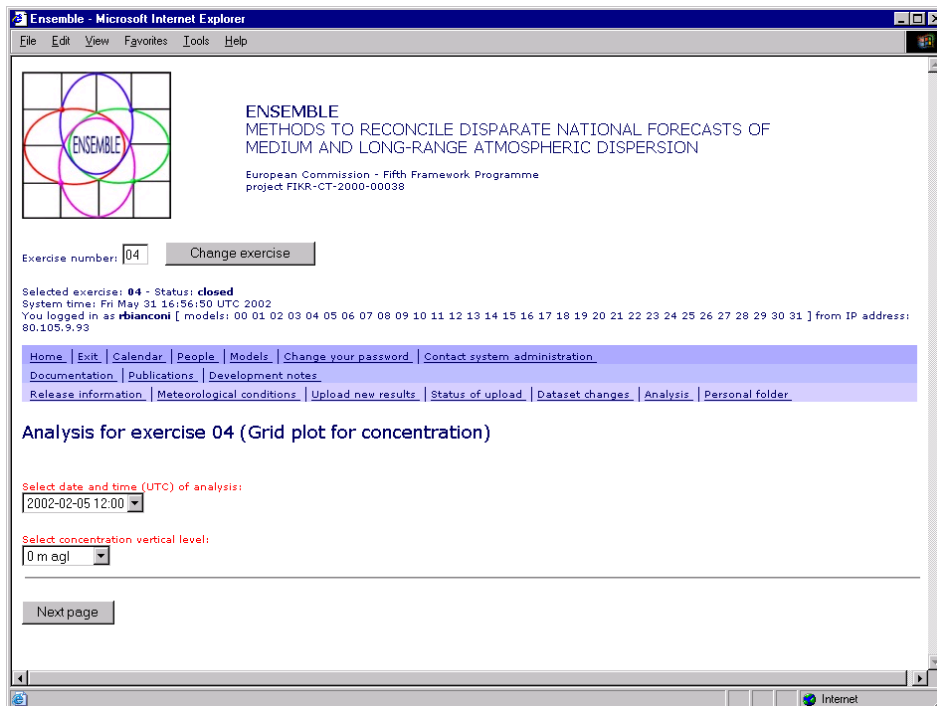 Ensemble - Microsoft Internet Explorer
File Edit View Favorites Tools Help
ENSEMBLE
ENSEMBLE
METHODS TO RECONCILE DISPARATE NATIONAL FORECASTS OF
MEDIUM AND LONG-RANGE ATMOSPHERIC DISPERSION
European Commission - Fifth Framework Programme
project FIKR-CT-2000-00038
Exercise number: 04 Change exercise
Selected exercise: 04 - Status: closed
System time: Fri May 31 16:56:50 UTC 2002
You logged in as rbianconi [ models: 00 01 02 03 04 05 06 07 08 09 10 11 12 13 14 15 16 17 18 19 20 21 22 23 24 25 26 27 28 29 30 31 ] from IP address:
80.105.9.93
Home | Exit | Calendar | People | Models | Change your password | Contact system administration
Documentation | Publications | Development notes
Release information | Meteorological conditions | Upload new results | Status of upload | Dataset changes | Analysis | Personal folder
Analysis for exercise 04 (Grid plot for concentration)
Select date and time (UTC) of analysis:
2002-02-05 12:00
Select concentration vertical level:
0 m agl
Next page
Internet